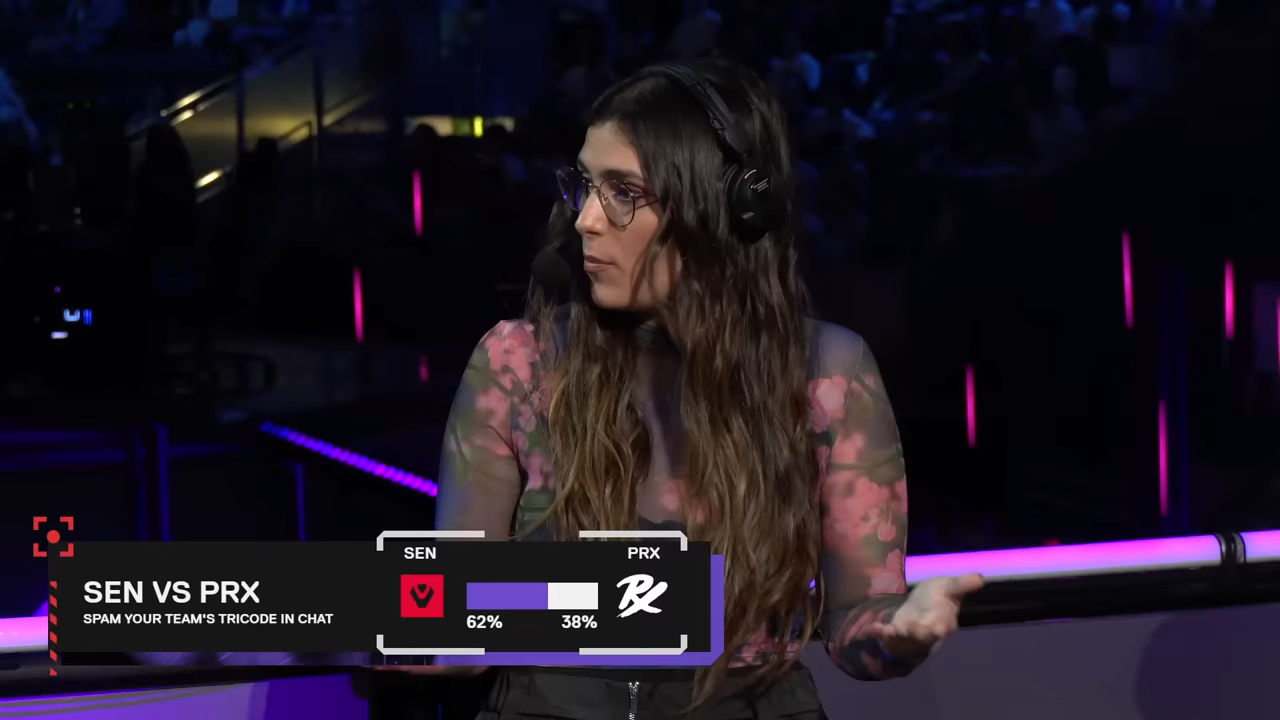 SEN PRX
SEN VS PRX
SPAM YOUR TEAM'S TRICODE IN CHAT
62% 38%